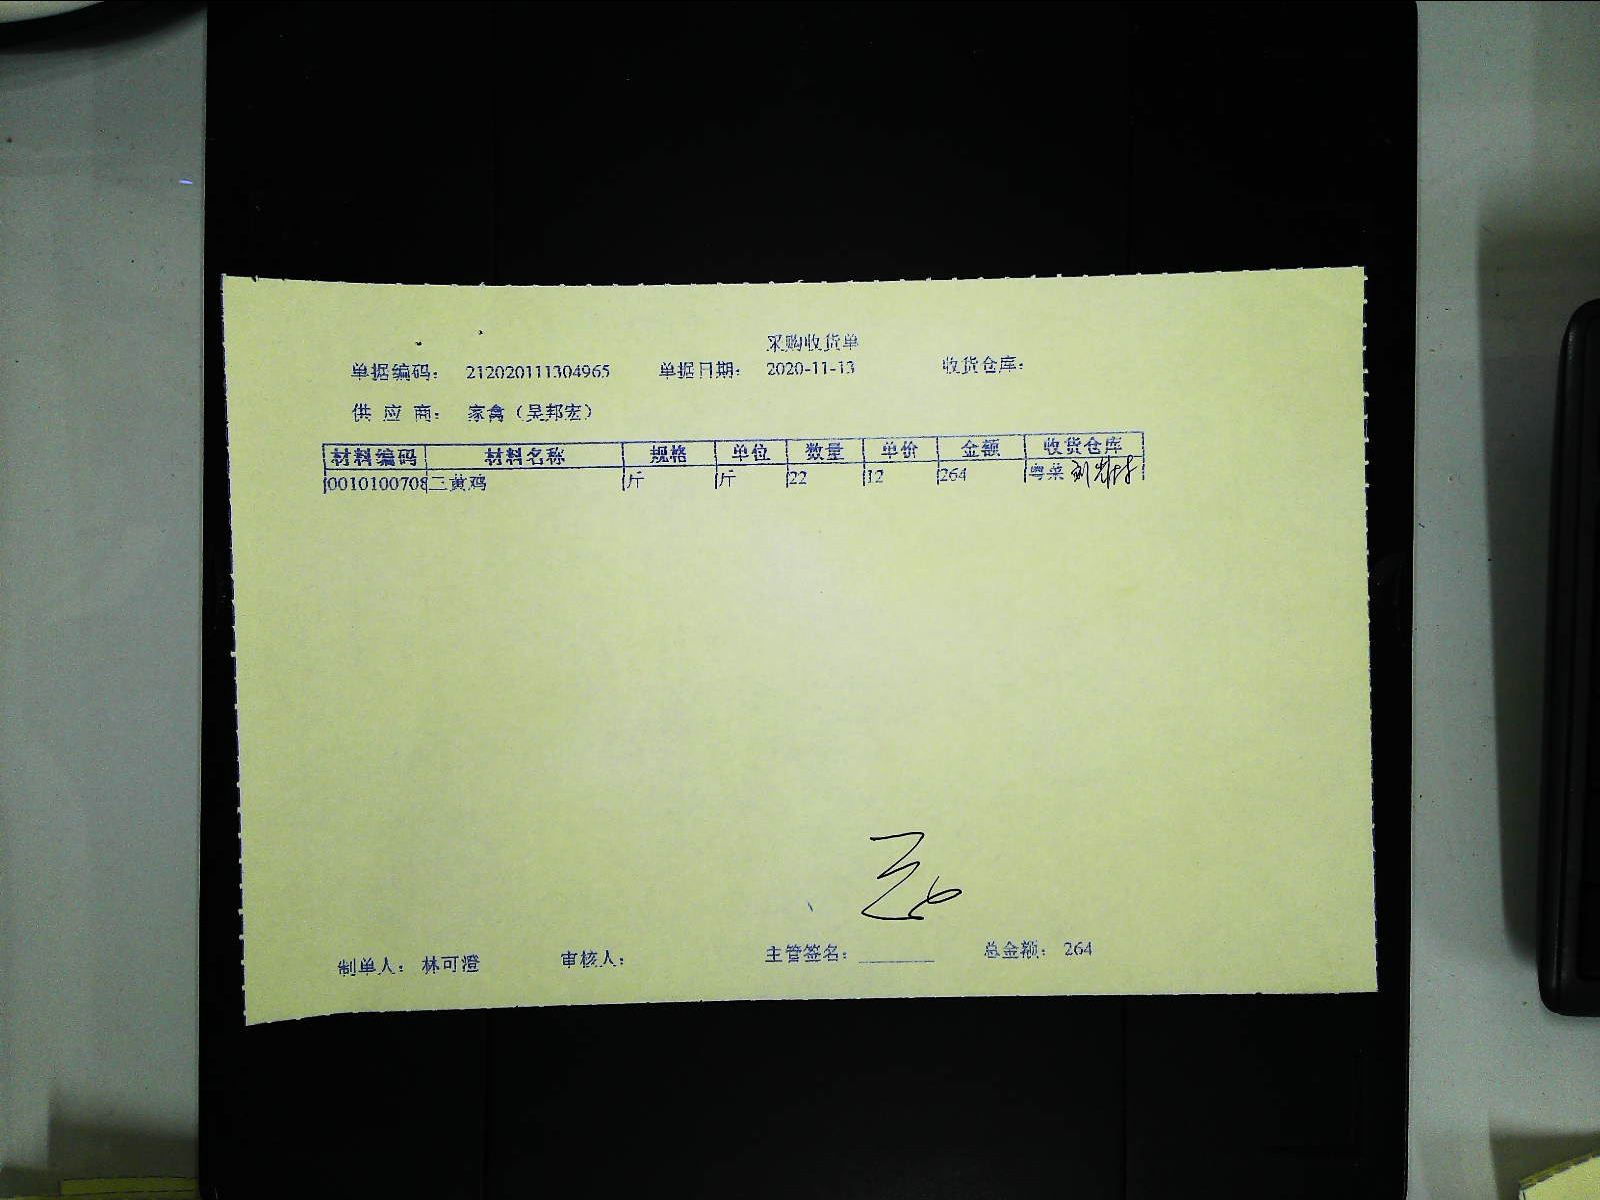 采购收货单
单据编码： 212020111304965 单据日期： 2020-11-13 收货仓库：
供 应 商： 家禽（吴邦宏）
材料编码 材料名称 规格 单位 数量 单价 金额 收货仓库
0010100708 三黄鸡 斤 斤 22 12 264 粤菜
制单人： 林可澄 审核人： 主管签名： 总金额： 264